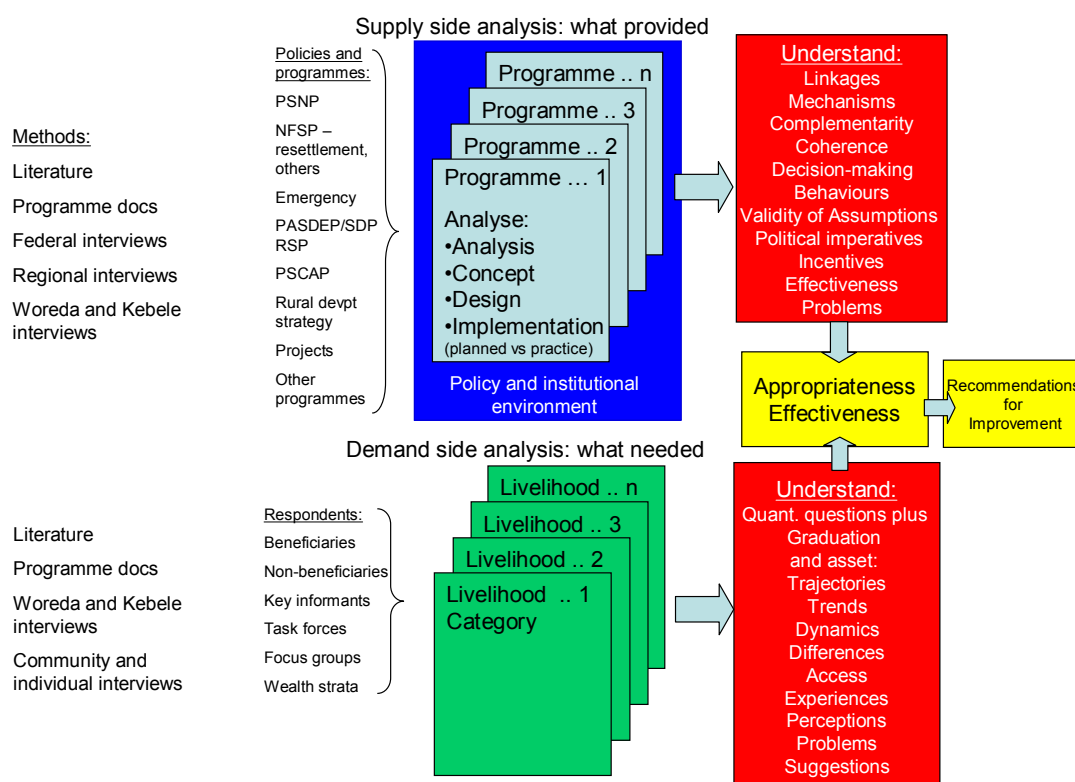 Supply side analysis: what provided
Methods:
Literature
Programme docs
Federal interviews
Regional interviews
Woreda and Kebele
interviews
Policies and
programmes:
PSNP
NFSP –
resettlement,
others
Emergency
PASDEP/SDP
RSP
PSCAP
Rural devpt
strategy
Projects
Other
programmes
Programme .. n
Programme .. 3
Programme .. 2
Programme ... 1
Analyse:
•Analysis
•Concept
•Design
•Implementation
(planned vs practice)
Policy and institutional
environment
Understand:
Linkages
Mechanisms
Complementarity
Coherence
Decision-making
Behaviours
Validity of Assumptions
Political imperatives
Incentives
Effectiveness
Problems
Appropriateness
Effectiveness
Recommendations
for
Improvement
Demand side analysis: what needed
Literature
Programme docs
Woreda and Kebele
interviews
Community and
individual interviews
Respondents:
Beneficiaries
Non-beneficiaries
Key informants
Task forces
Focus groups
Wealth strata
Livelihood .. n
Livelihood .. 3
Livelihood .. 2
Livelihood .. 1
Category
Understand:
Quant. questions plus
Graduation
and asset:
Trajectories
Trends
Dynamics
Differences
Access
Experiences
Perceptions
Problems
Suggestions